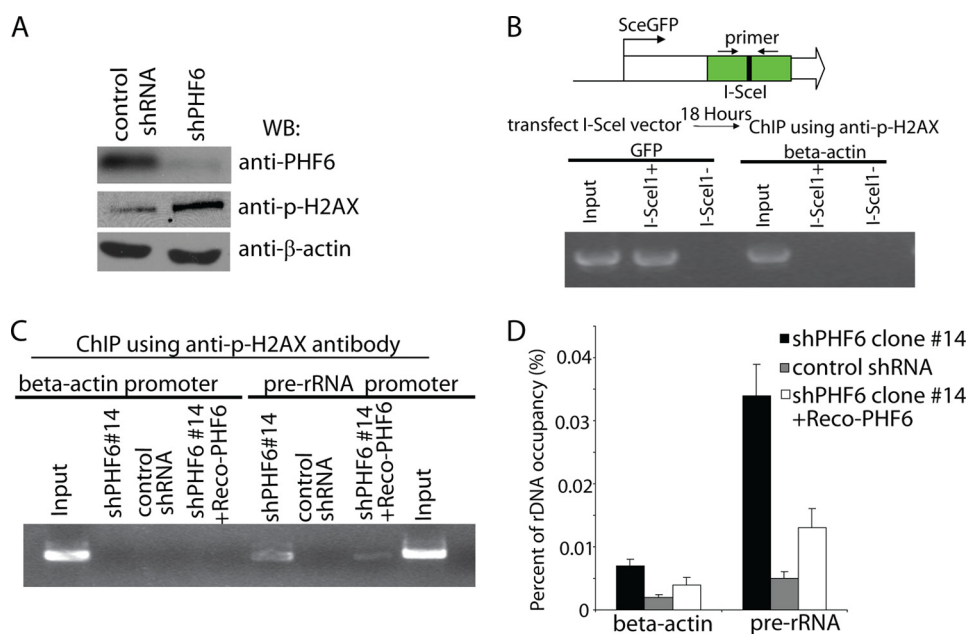 A
control shRNA
shPHF6
WB:
anti-PHF6
anti-p-H2AX
anti-β-actin
B
SceGFP
primer
I-SceI
transfect I-SceI vector
18 Hours
ChIP using anti-p-H2AX
GFP
beta-actin
Input
I-SceI1+
I-SceI1-
Input
I-SceI1+
I-SceI1-
C
ChIP using anti-p-H2AX antibody
beta-actin promoter
pre-rRNA promoter
Input
shPHF6#14
control shRNA
shPHF6 #14 +Reco-PHF6
shPHF6#14
control shRNA
shPHF6 #14 +Reco-PHF6
Input
D
Percent of rDNA occupancy (%)
0.04
0.03
0.02
0.01
0
beta-actin
pre-rRNA
shPHF6 clone #14
control shRNA
shPHF6 clone #14
+Reco-PHF6